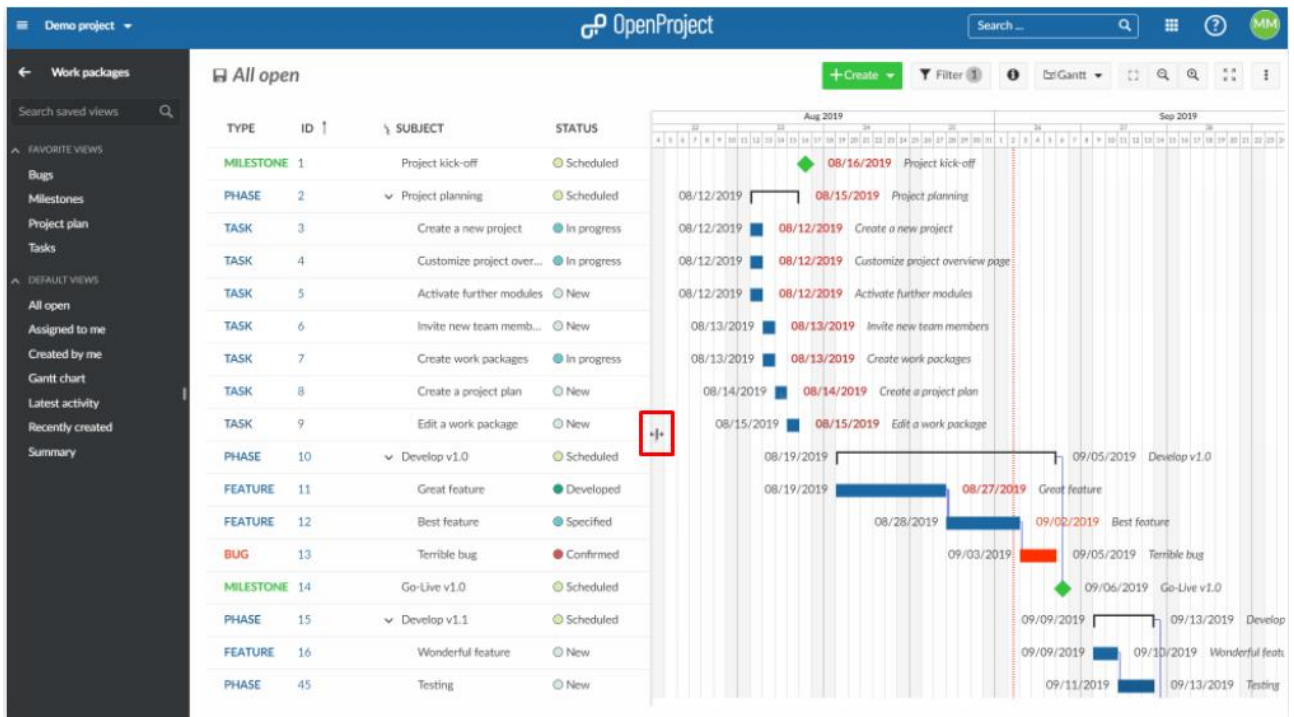 Demo project
OpenProject
Search ...
?
MM
Work packages
Search saved views
FAVORITE VIEWS
Bugs
Milestones
Project plan
Tasks
DEFAULT VIEWS
All open
Assigned to me
Created by me
Gantt chart
Latest activity
Recently created
Summary
All open
+Create
Filter 1
Gantt
TYPE ID SUBJECT STATUS
Aug 2019 Sep 2019
MILESTONE 1 Project kick-off Scheduled 08/16/2019 Project kick-off
PHASE 2 Project planning Scheduled 08/12/2019 08/15/2019 Project planning
TASK 3 Create a new project In progress 08/12/2019 08/12/2019 Create a new project
TASK 4 Customize project over... In progress 08/12/2019 08/12/2019 Customize project overview page
TASK 5 Activate further modules New 08/12/2019 08/12/2019 Activate further modules
TASK 6 Invite new team memb... New 08/13/2019 08/13/2019 Invite new team members
TASK 7 Create work packages In progress 08/13/2019 08/13/2019 Create work packages
TASK 8 Create a project plan New 08/14/2019 08/14/2019 Create a project plan
TASK 9 Edit a work package New 08/15/2019 08/15/2019 Edit a work package
PHASE 10 Develop v1.0 Scheduled 08/19/2019 09/05/2019 Develop v1.0
FEATURE 11 Great feature Developed 08/19/2019 08/27/2019 Great feature
FEATURE 12 Best feature Specified 08/28/2019 09/02/2019 Best feature
BUG 13 Terrible bug Confirmed 09/03/2019 09/05/2019 Terrible bug
MILESTONE 14 Go-Live v1.0 Scheduled 09/06/2019 Go-Live v1.0
PHASE 15 Develop v1.1 Scheduled 09/09/2019 09/13/2019 Develop
FEATURE 16 Wonderful feature New 09/09/2019 09/10/2019 Wonderful featu
PHASE 45 Testing New 09/11/2019 09/13/2019 Testing